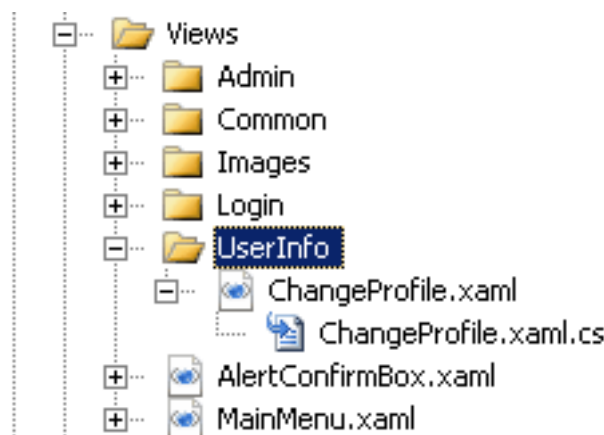 Views
Admin
Common
Images
Login
UserInfo
ChangeProfile.xaml
ChangeProfile.xaml.cs
AlertConfirmBox.xaml
MainMenu.xaml